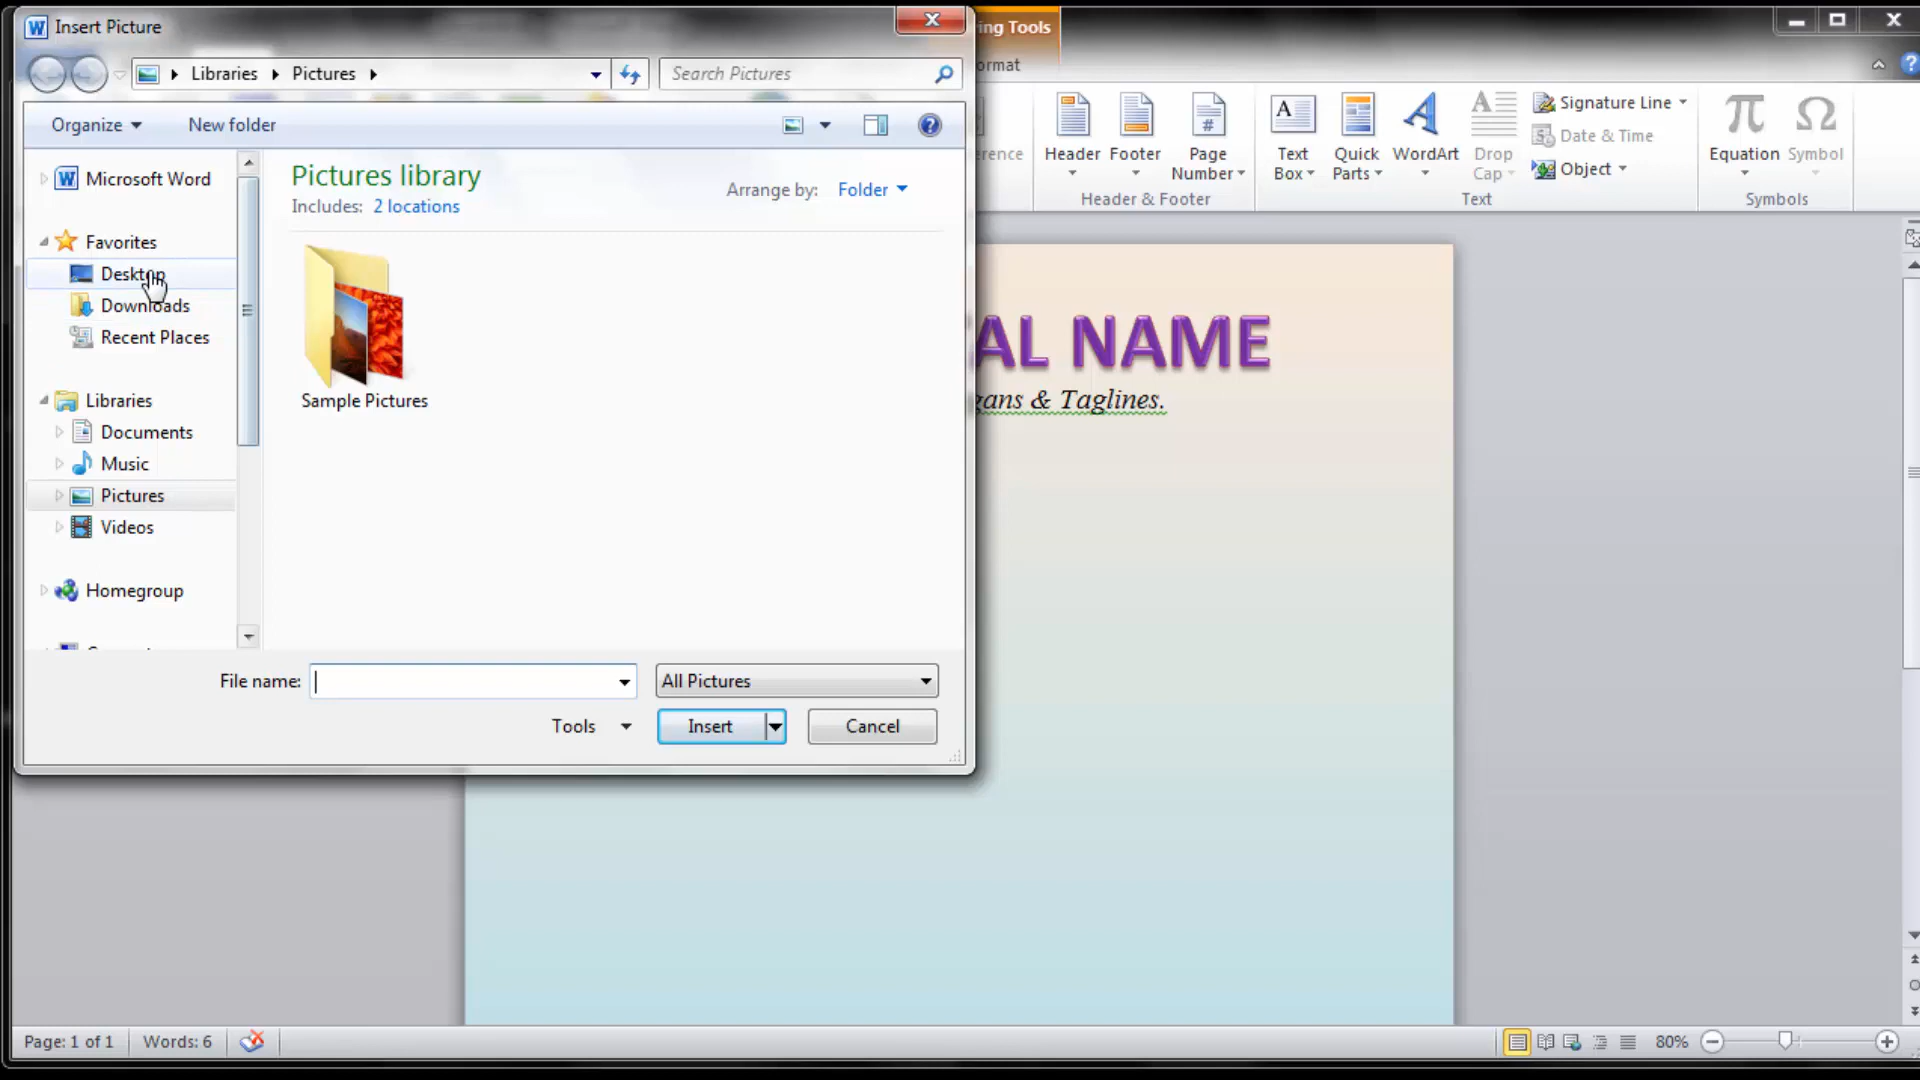 Insert Picture
Libraries Pictures
Search Pictures
Organize
New folder
Microsoft Word
Favorites
Desktop
Downloads
Recent Places
Libraries
Documents
Music
Pictures
Videos
Homegroup
Pictures library
Includes: 2 locations
Arrange by: Folder
Sample Pictures
File name:
All Pictures
Tools
Insert
Cancel
ing Tools
ormat
erence
Header
Footer
Page
Number
Header & Footer
Text
Box
Quick
Parts
WordArt
Drop
Cap
Signature Line
Date & Time
Object
Text
Equation
Symbol
Symbols
AL NAME
gans & Taglines.
Page: 1 of 1
Words: 6
80%